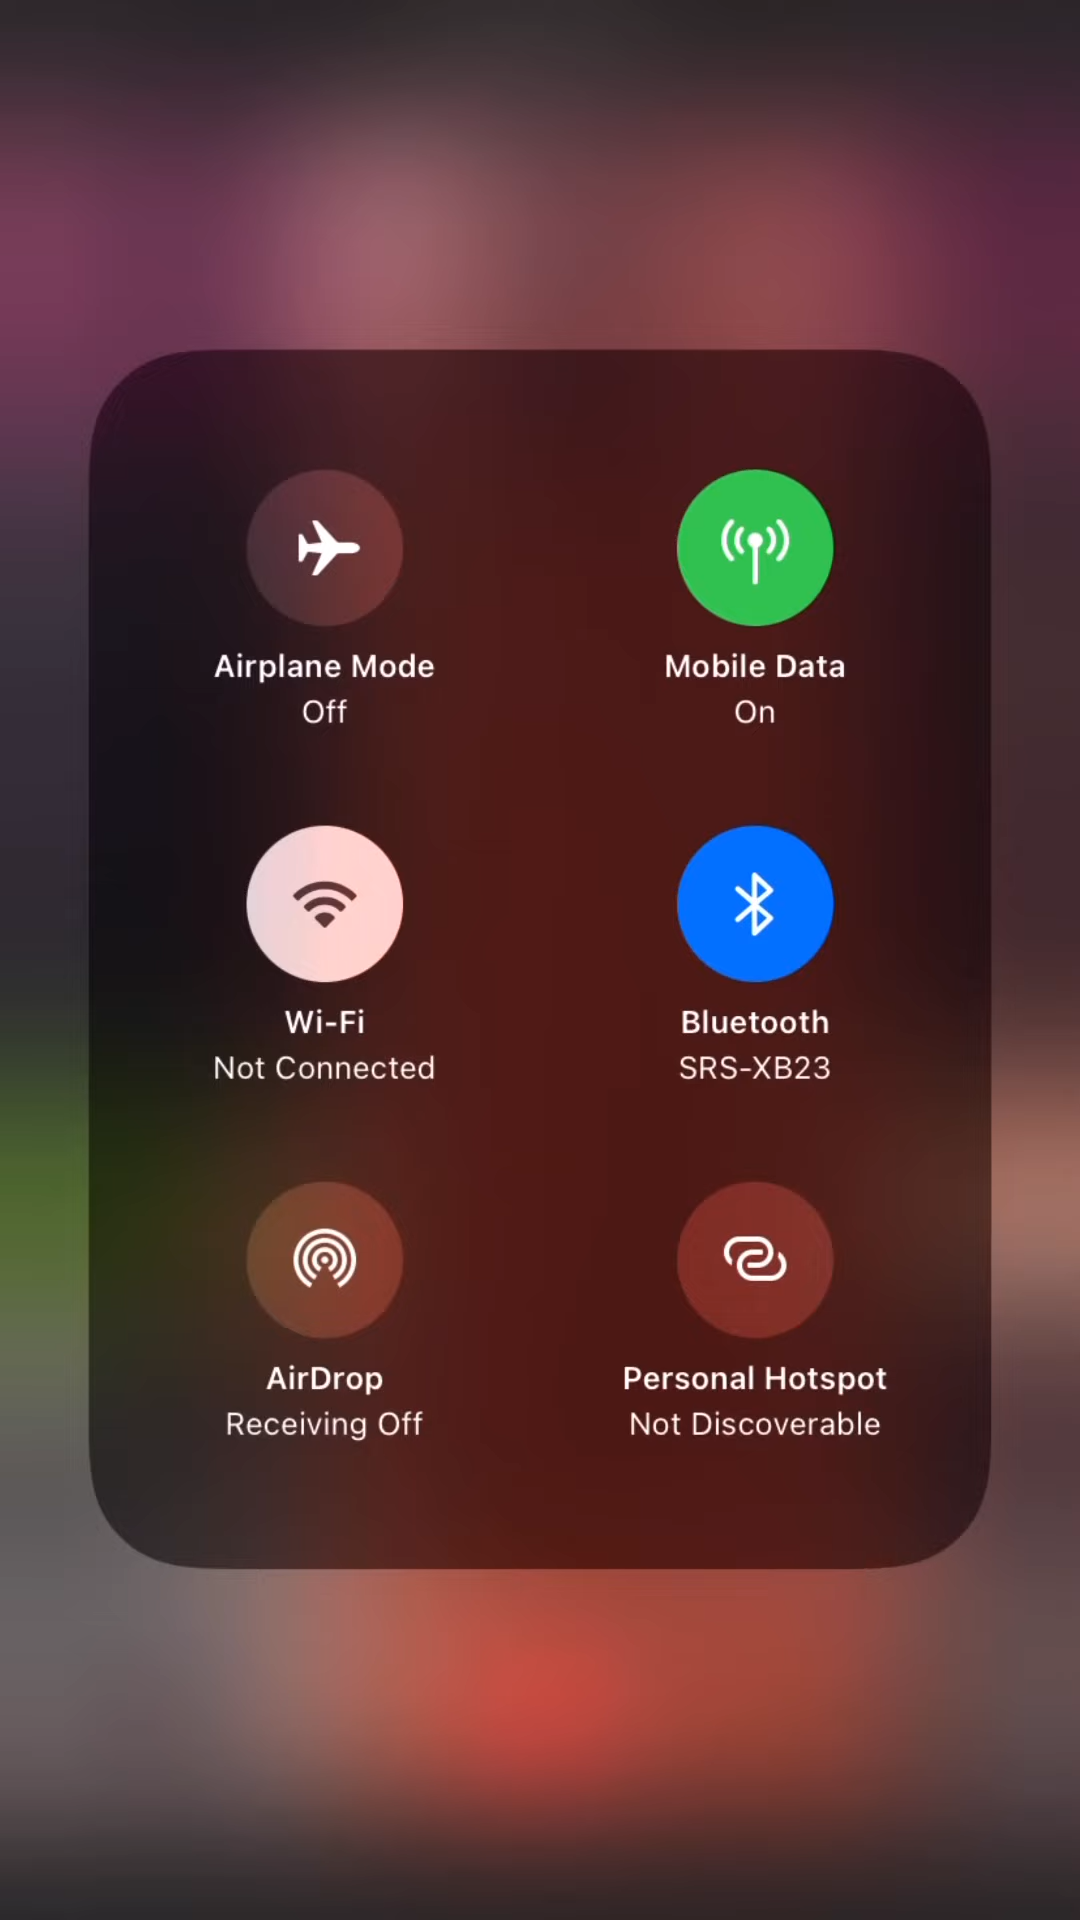 Airplane Mode
Off
Mobile Data
On
Wi-Fi
Not Connected
Bluetooth
SRS-XB23
AirDrop
Receiving Off
Personal Hotspot
Not Discoverable